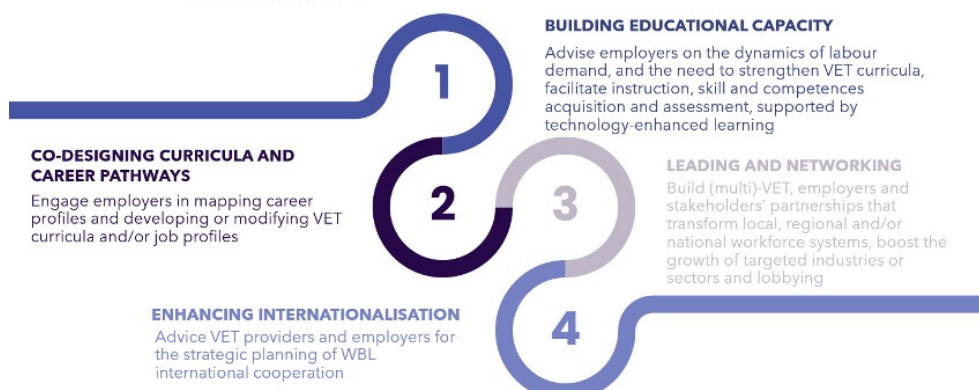 1
BUILDING EDUCATIONAL CAPACITY
Advise employers on the dynamics of labour
demand, and the need to strengthen VET curricula,
facilitate instruction, skill and competences
acquisition and assessment, supported by
technology-enhanced learning
CO-DESIGNING CURRICULA AND
CAREER PATHWAYS
Engage employers in mapping career
profiles and developing or modifying VET
curricula and/or job profiles
2
3
LEADING AND NETWORKING
Build (multi)-VET, employers and
stakeholders' partnerships that
transform local, regional and/or
national workforce systems, boost the
growth of targeted industries or
sectors and lobbying
ENHANCING INTERNATIONALISATION
Advice VET providers and employers for
the strategic planning of WBL
international cooperation
4